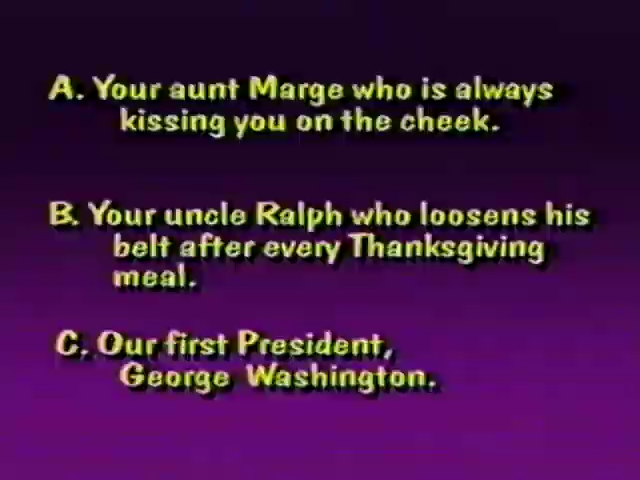 A. Your aunt Marge who is always
kissing you on the cheek.
B. Your uncle Ralph who loosens his
belt after every Thanksgiving
meal.
C. Our first President,
George Washington.